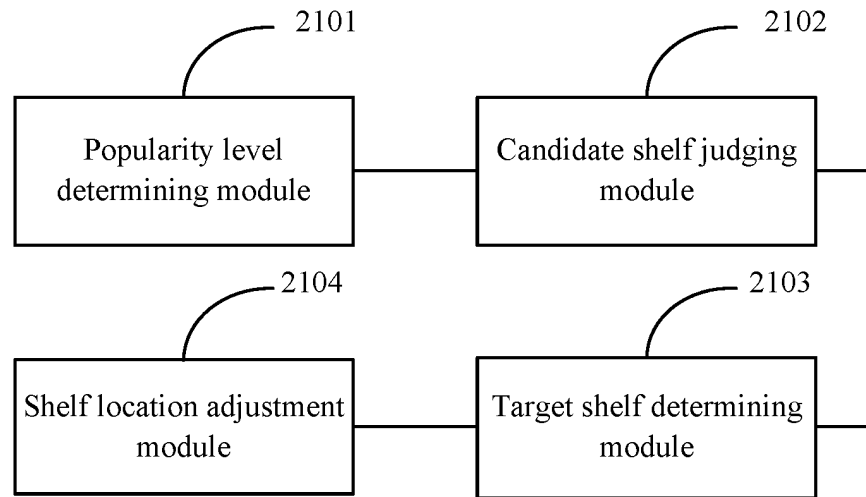 2101
2102
Popularity level
determining module
Candidate shelf judging
module
2104
2103
Shelf location adjustment
module
Target shelf determining
module